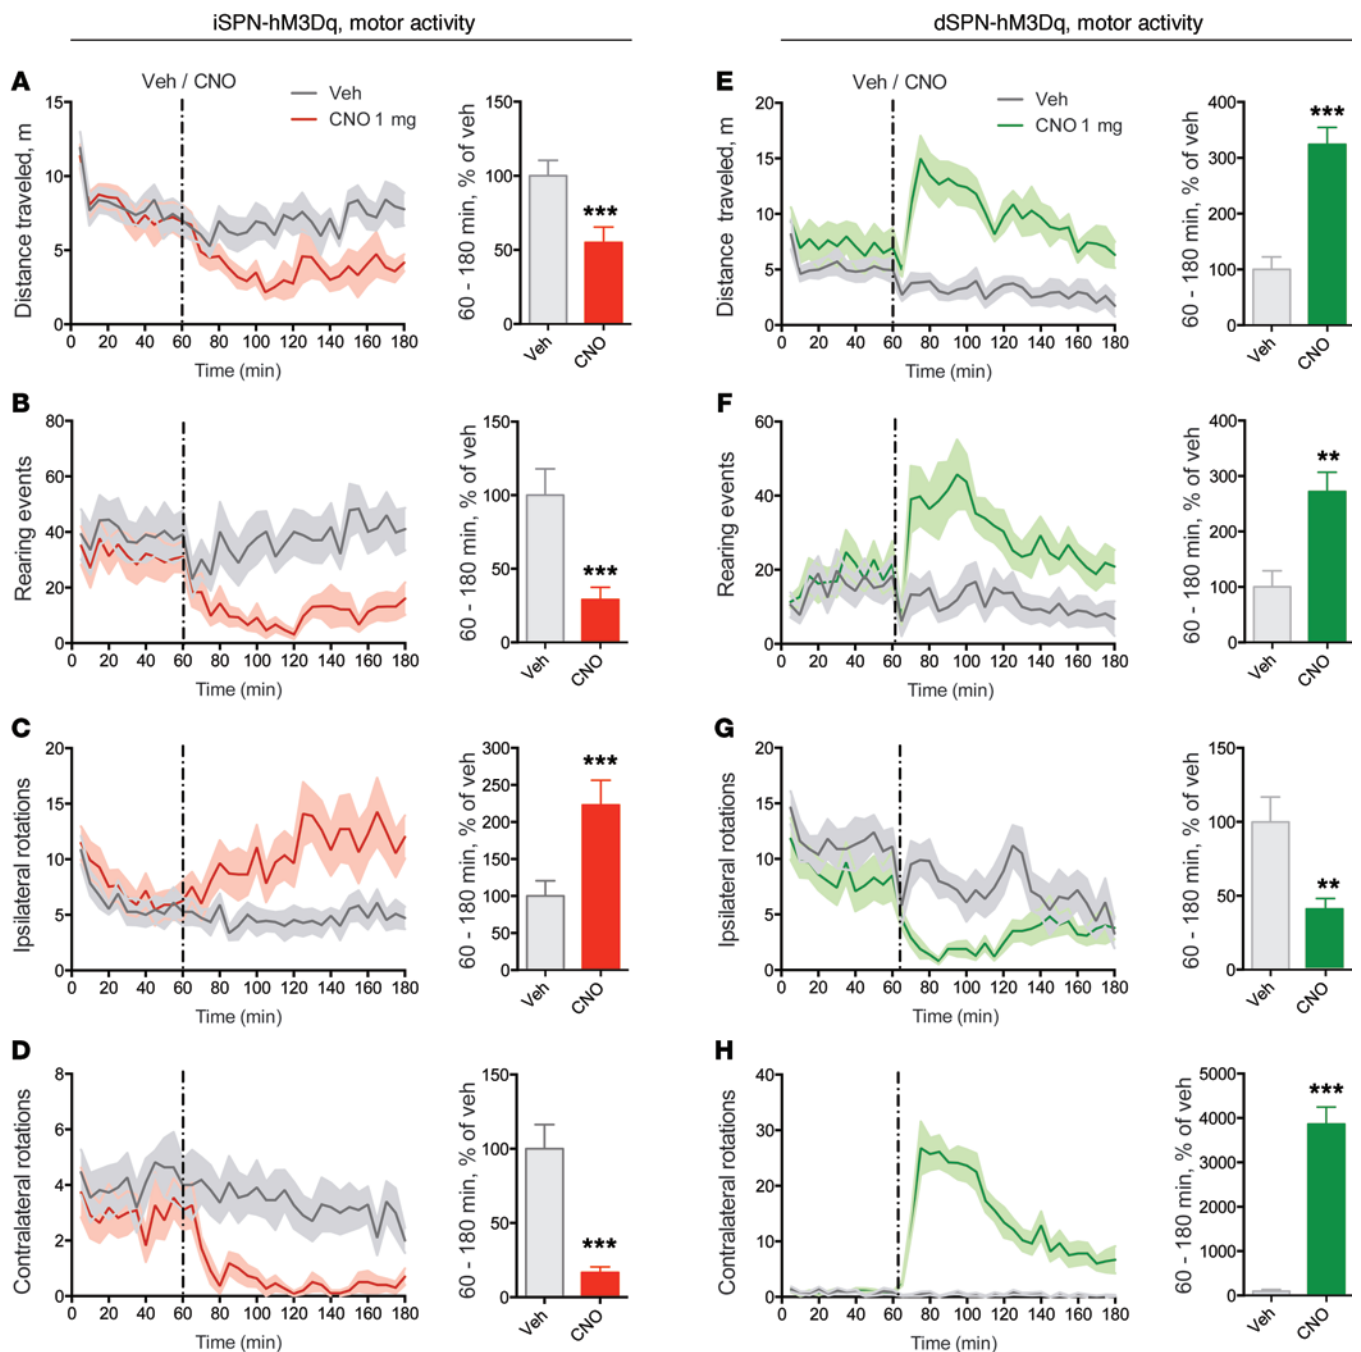 iSPN-hM3Dq, motor activity
dSPN-hM3Dq, motor activity
A
Veh / CNO
Veh
CNO 1 mg
Distance traveled, m
15
10
5
0
0 20 40 60 80 100 120 140 160 180
Time (min)
60 - 180 min, % of veh
150
100
50
0
***
Veh
CNO
E
Veh / CNO
Veh
CNO 1 mg
Distance traveled, m
20
15
10
5
0
0 20 40 60 80 100 120 140 160 180
Time (min)
60 - 180 min, % of veh
400
300
200
100
0
***
Veh
CNO
B
Rearing events
80
60
40
20
0
0 20 40 60 80 100 120 140 160 180
Time (min)
60 - 180 min, % of veh
150
100
50
0
***
Veh
CNO
F
Rearing events
60
40
20
0
0 20 40 60 80 100 120 140 160 180
Time (min)
60 - 180 min, % of veh
400
300
200
100
0
**
Veh
CNO
C
Ipsilateral rotations
20
15
10
5
0
0 20 40 60 80 100 120 140 160 180
Time (min)
60 - 180 min, % of veh
300
250
200
150
100
50
0
***
Veh
CNO
G
Ipsilateral rotations
20
15
10
5
0
0 20 40 60 80 100 120 140 160 180
Time (min)
60 - 180 min, % of veh
150
100
50
0
**
Veh
CNO
D
Contralateral rotations
8
6
4
2
0
0 20 40 60 80 100 120 140 160 180
Time (min)
60 - 180 min, % of veh
150
100
50
0
***
Veh
CNO
H
Contralateral rotations
40
30
20
10
0
0 20 40 60 80 100 120 140 160 180
Time (min)
60 - 180 min, % of veh
5000
4000
3000
2000
1000
0
***
Veh
CNO